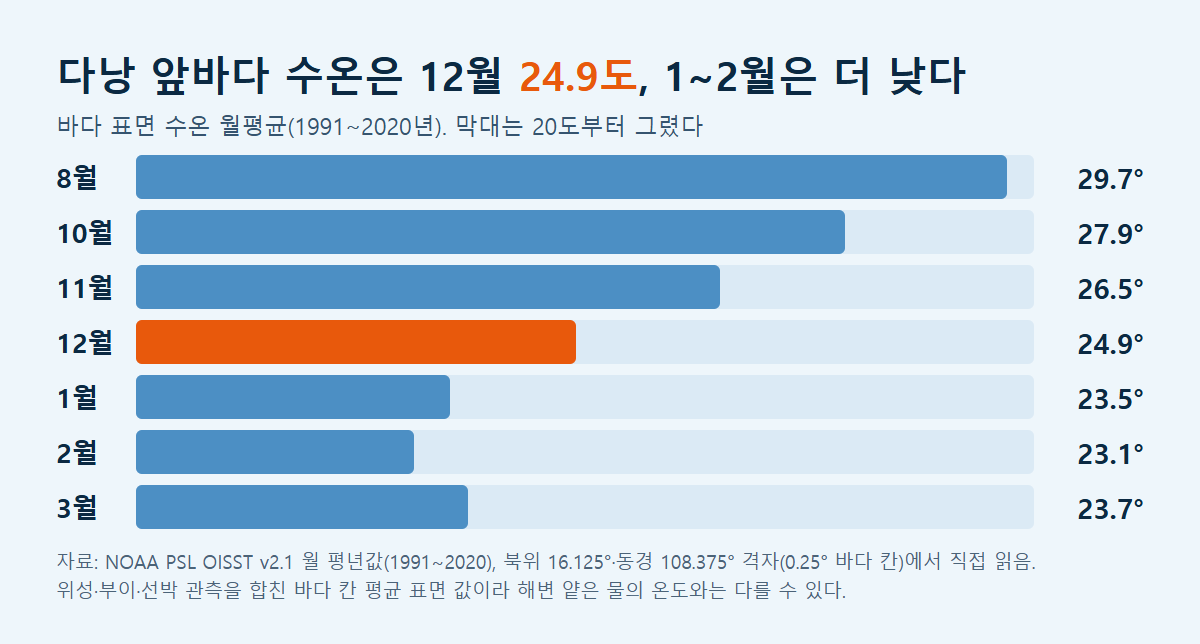 다낭 앞바다 수온은 12월 24.9도, 1~2월은 더 낮다
바다 표면 수온 월평균(1991~2020년). 막대는 20도부터 그렸다
8월 29.7°
10월 27.9°
11월 26.5°
12월 24.9°
1월 23.5°
2월 23.1°
3월 23.7°
자료: NOAA PSL OISST v2.1 월 평년값(1991~2020), 북위 16.125°·동경 108.375° 격자(0.25° 바다 칸)에서 직접 읽음.
위성·부이·선박 관측을 합친 바다 칸 평균 표면 값이라 해변 얕은 물의 온도와는 다를 수 있다.